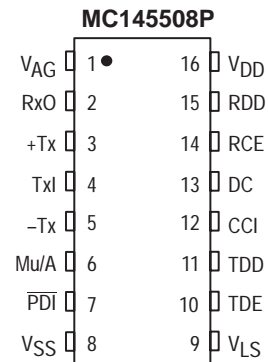 MC145508P
VAG 1 16 VDD
RxO 2 15 RDD
+Tx 3 14 RCE
TxI 4 13 DC
–Tx 5 12 CCI
Mu/A 6 11 TDD
PDI 7 10 TDE
VSS 8 9 VLS